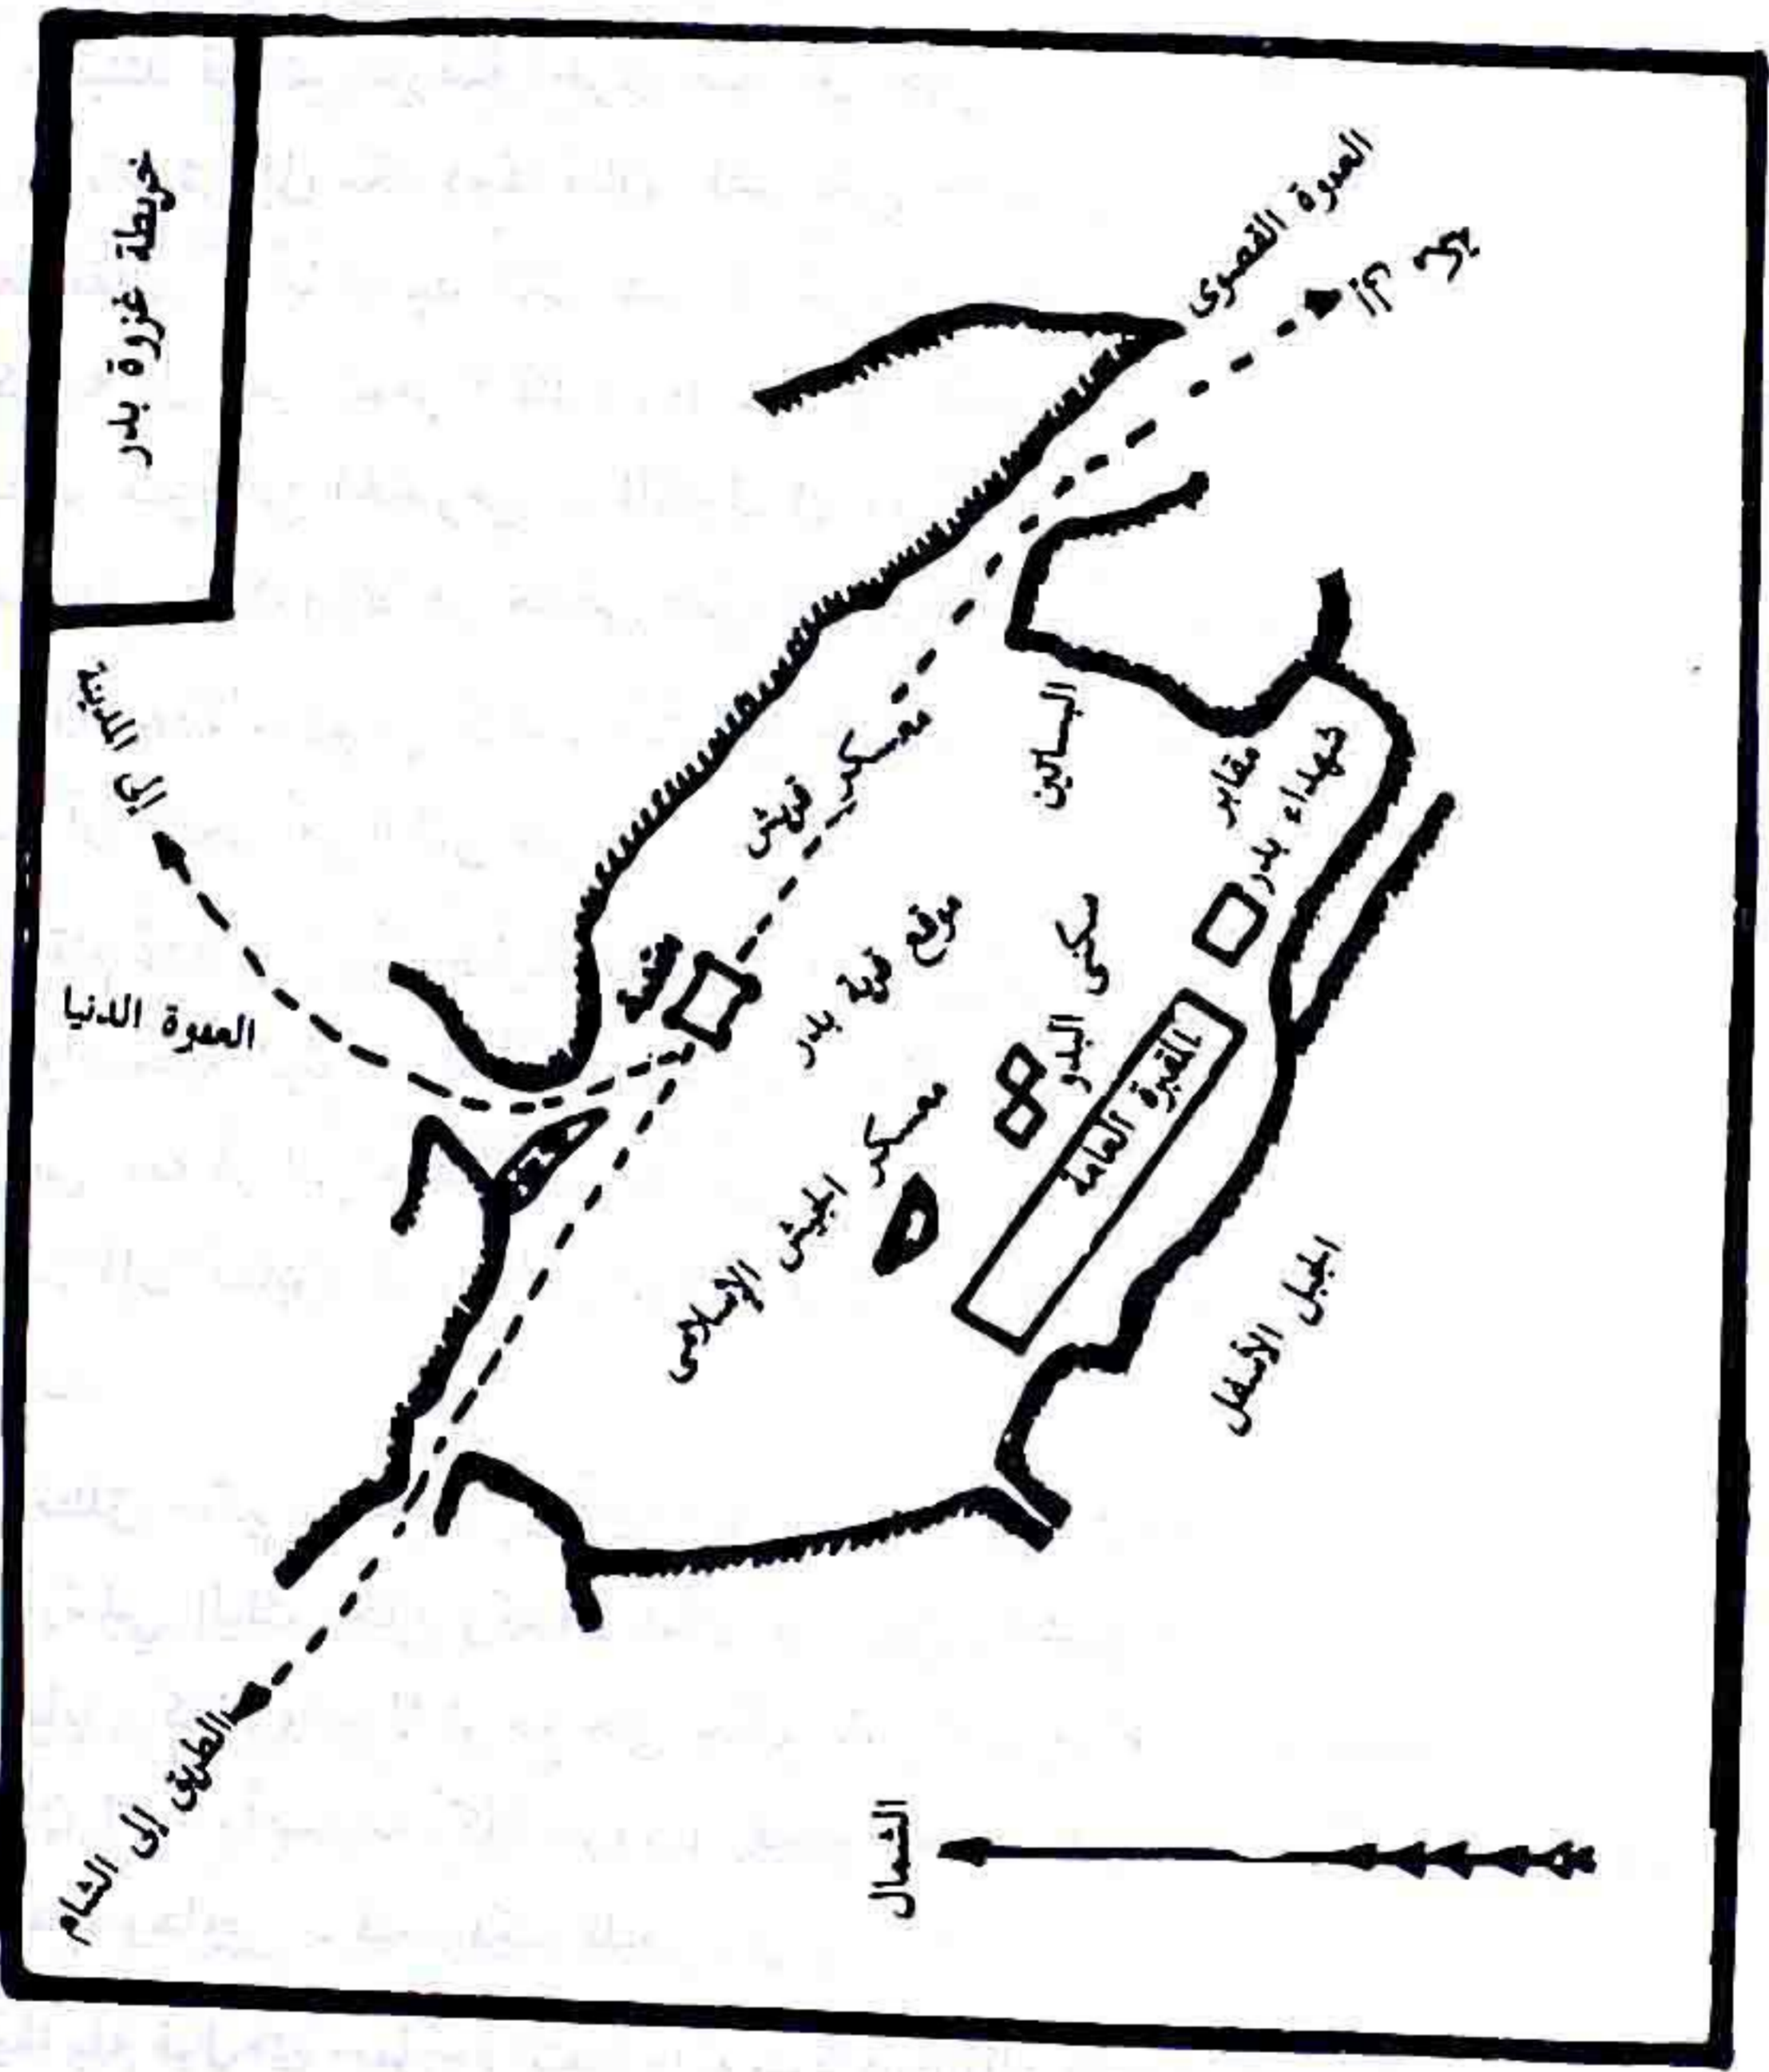 خريطة غزوة بدر
العدوة القصوى
إلى مكة
إلى المدينة
العدوة الدنيا
معسكر قريش
البساتين
مقابر
شهداء بدر
موقع قرية بدر
سكنى البدو
المقبرة العامة
معسكر الجيش الإسلامى
الجبل الأسفل
الطريق إلى الشام
الشمال